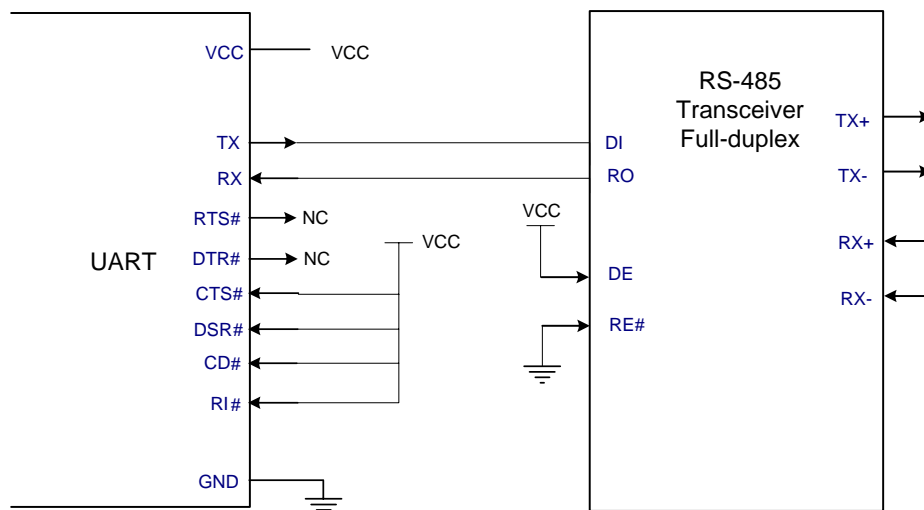 VCC
VCC
TX
RX
RTS#
NC
DTR#
NC
UART
CTS#
DSR#
CD#
RI#
GND
VCC
RS-485
Transceiver
Full-duplex
DI
RO
VCC
DE
RE#
TX+
TX-
RX+
RX-